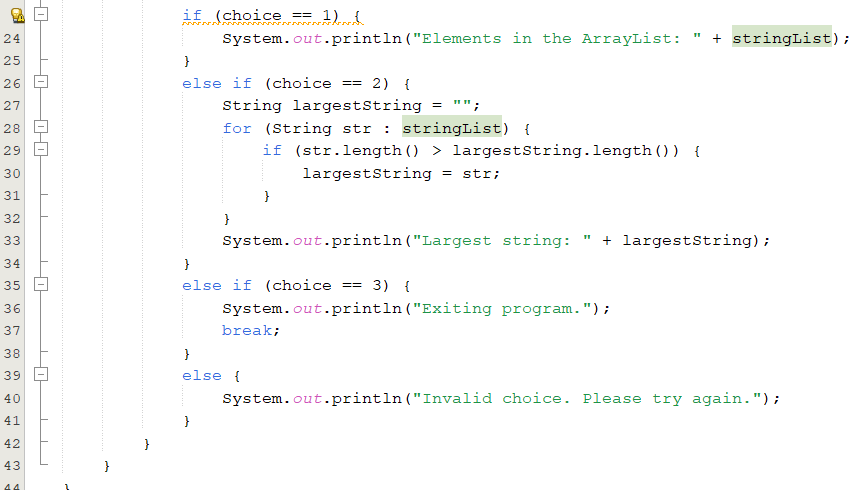 if (choice == 1) {
24 System.out.println("Elements in the ArrayList: " + stringList);
25 }
26 else if (choice == 2) {
27 String largestString = "";
28 for (String str : stringList) {
29 if (str.length() > largestString.length()) {
30 largestString = str;
31 }
32 }
33 System.out.println("Largest string: " + largestString);
34 }
35 else if (choice == 3) {
36 System.out.println("Exiting program.");
37 break;
38 }
39 else {
40 System.out.println("Invalid choice. Please try again.");
41 }
42 }
43 }
44 }